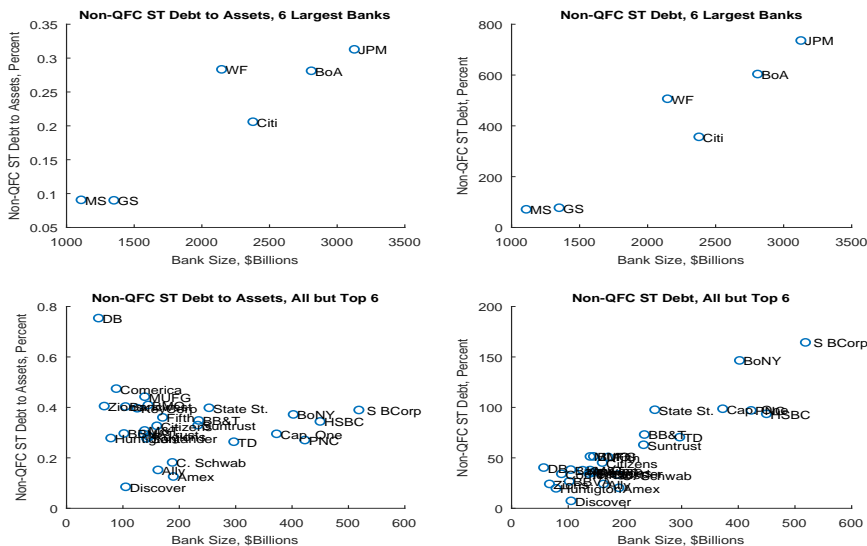 Non-QFC ST Debt to Assets, 6 Largest Banks
Non-QFC ST Debt to Assets, Percent
0.35
0.3
0.25
0.2
0.15
0.1
0.05
JPM
WF
BoA
Citi
MS
GS
1000
1500
2000
2500
3000
3500
Bank Size, $Billions
Non-QFC ST Debt, 6 Largest Banks
Non-QFC ST Debt, Percent
800
600
400
200
0
JPM
BoA
WF
Citi
MS
GS
1000
1500
2000
2500
3000
3500
Bank Size, $Billions
Non-QFC ST Debt to Assets, All but Top 6
Non-QFC ST Debt to Assets, Percent
0.8
0.6
0.4
0.2
0
DB
Comerica
MUFG
Fifth
Citizens
BB&T
Suntrust
State St.
BoNY
HSBC
S BCorp
TD
Cap. One
PNC
C. Schwab
Ally
Amex
Discover
0
100
200
300
400
500
600
Bank Size, $Billions
Non-QFC ST Debt, All but Top 6
Non-QFC ST Debt, Percent
200
150
100
50
0
S BCorp
BoNY
State St.
Cap. One
PNC
HSBC
BB&T
TD
Suntrust
Citizens
DB
Schwab
Ally
Huntigton
Amex
Discover
0
100
200
300
400
500
600
Bank Size, $Billions